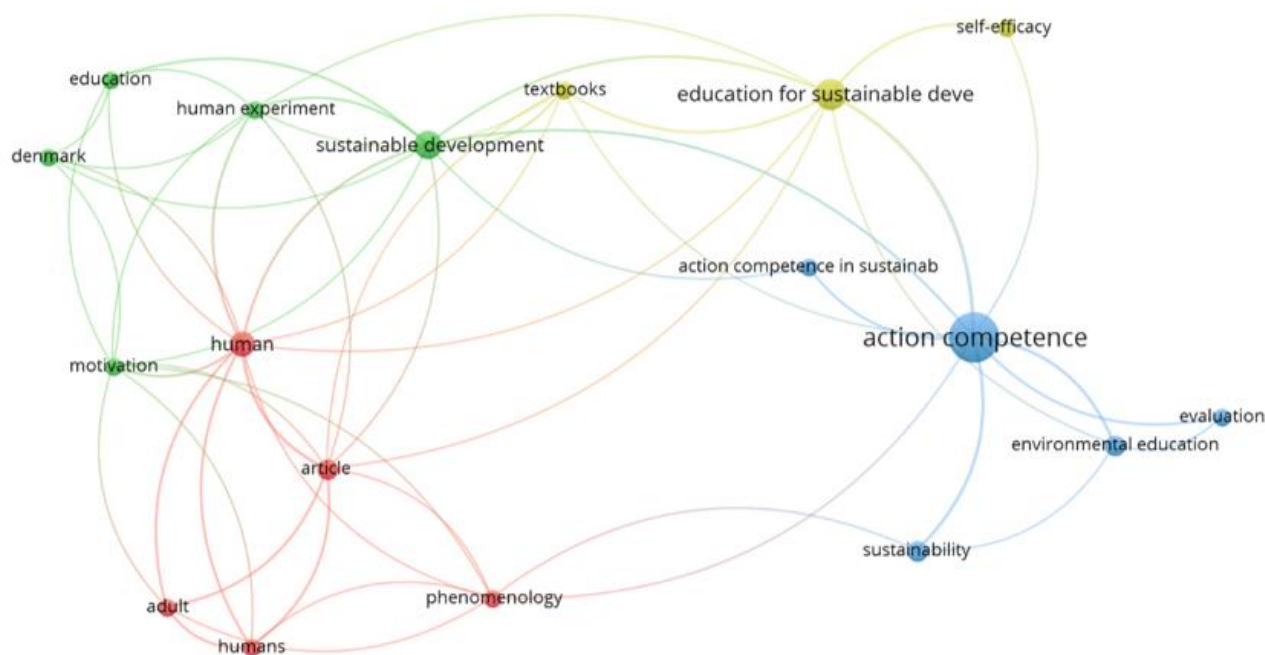 self-efficacy
education
textbooks
education for sustainable deve
human experiment
sustainable development
denmark
action competence in sustainab
action competence
human
motivation
evaluation
environmental education
article
sustainability
phenomenology
adult
humans